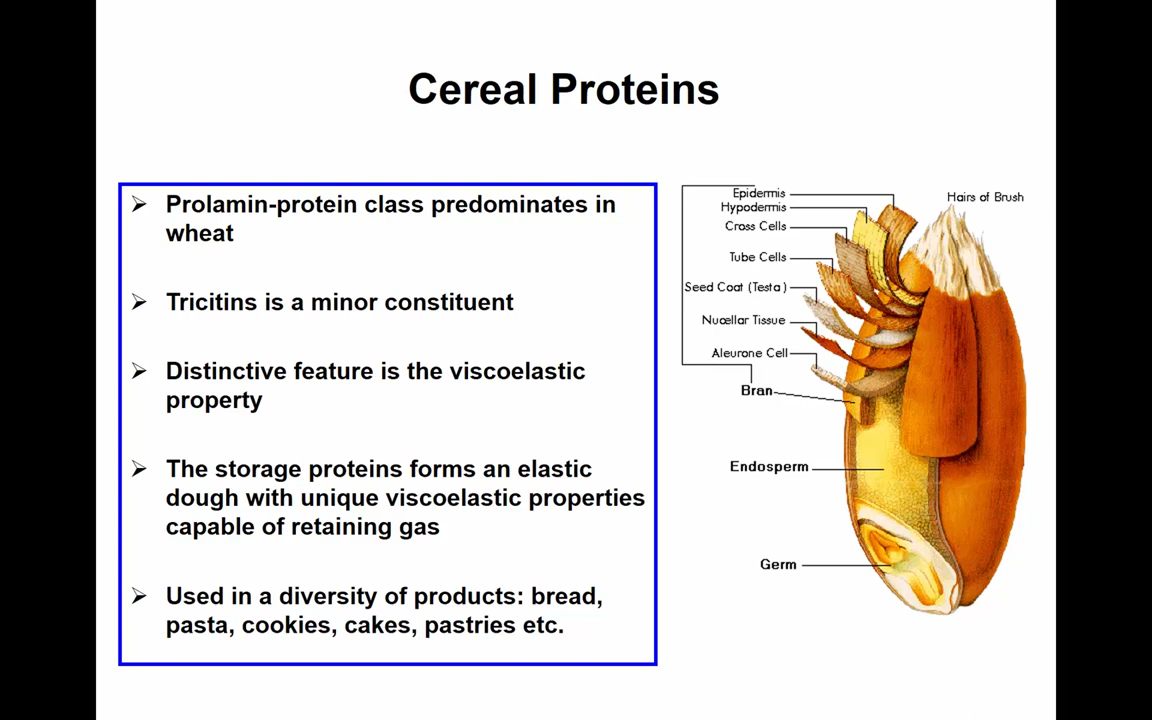 Cereal Proteins
Prolamin-protein class predominates in
wheat
Tricitins is a minor constituent
Distinctive feature is the viscoelastic
property
The storage proteins forms an elastic
dough with unique viscoelastic properties
capable of retaining gas
Used in a diversity of products: bread,
pasta, cookies, cakes, pastries etc.
Epidermis
Hypodermis
Cross Cells
Tube Cells
Seed Coat (Testa)
Nucellar Tissue
Aleurone Cell
Bran
Endosperm
Germ
Hairs of Brush